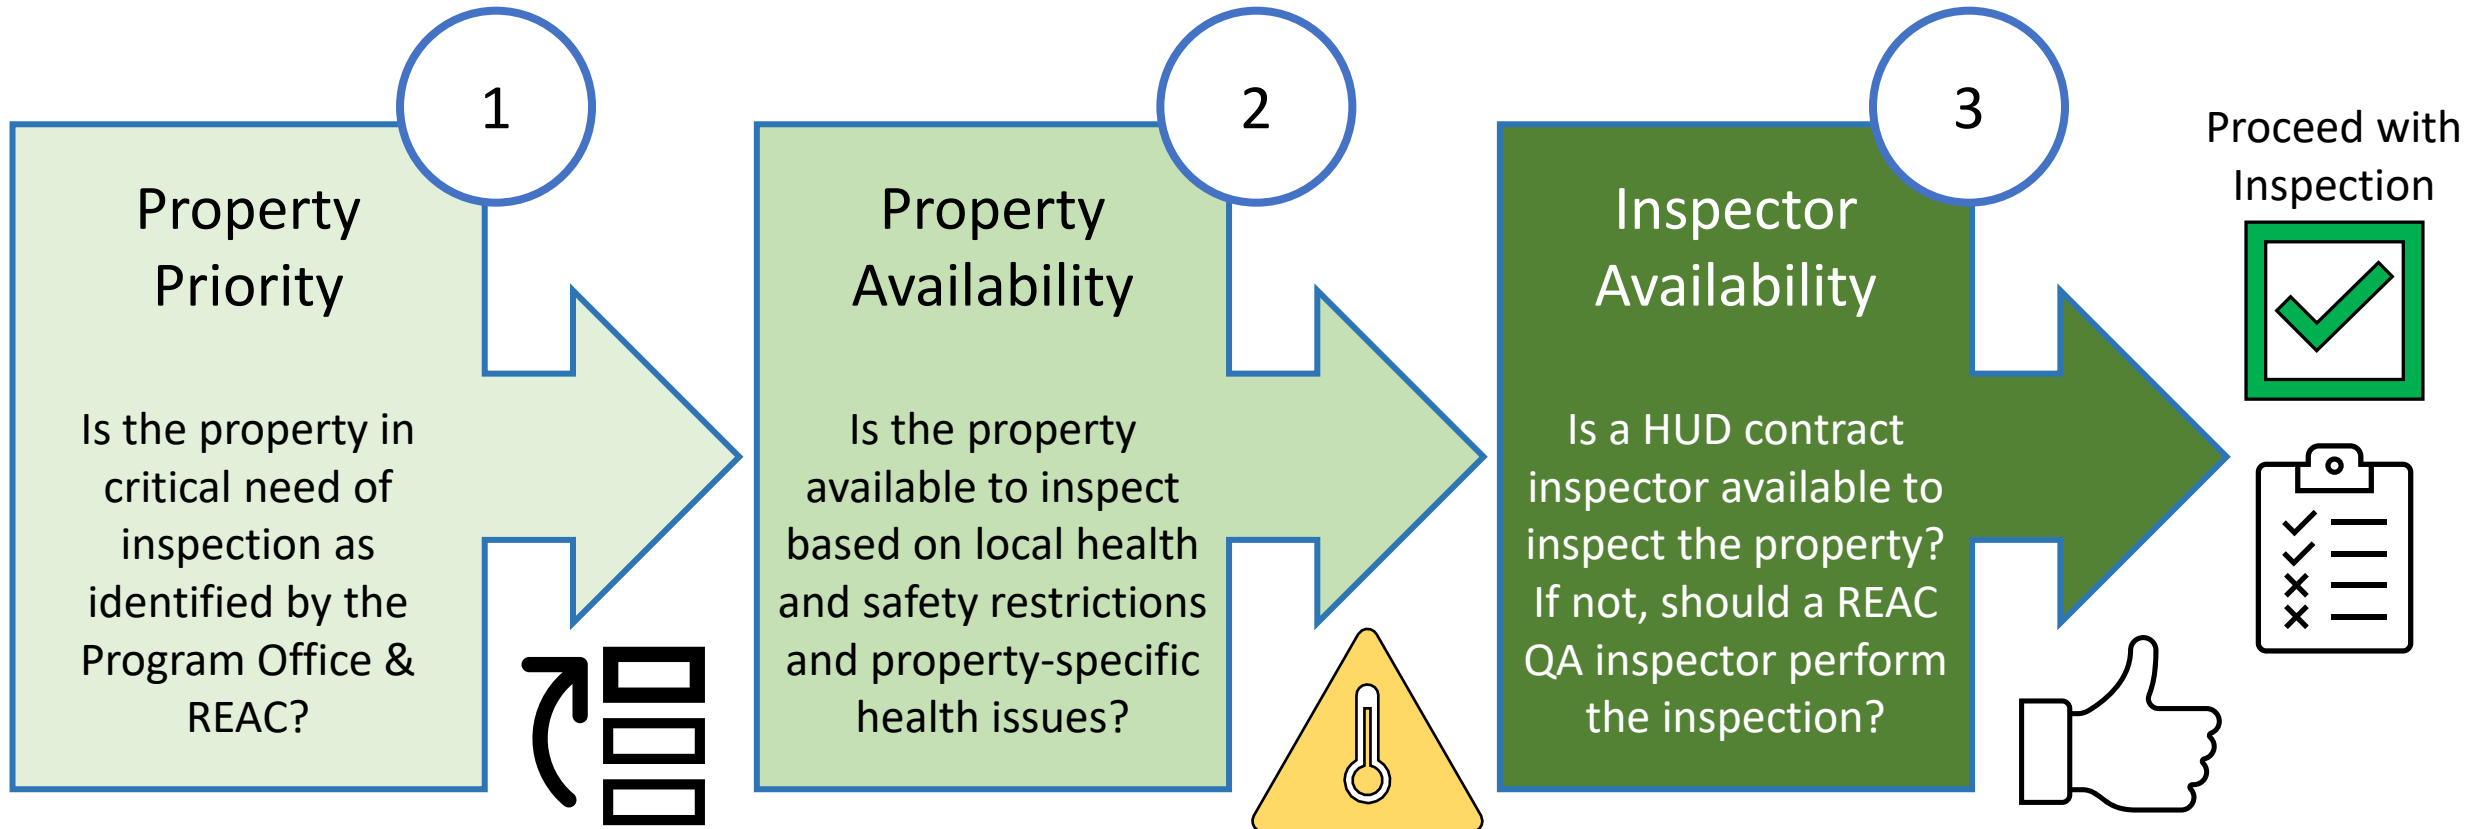 1
Property
Priority
Is the property in
critical need of
inspection as
identified by the
Program Office &
REAC?
2
Property
Availability
Is the property
available to inspect
based on local health
and safety restrictions
and property-specific
health issues?
3
Inspector
Availability
Is a HUD contract
inspector available to
inspect the property?
If not, should a REAC
QA inspector perform
the inspection?
Proceed with
Inspection